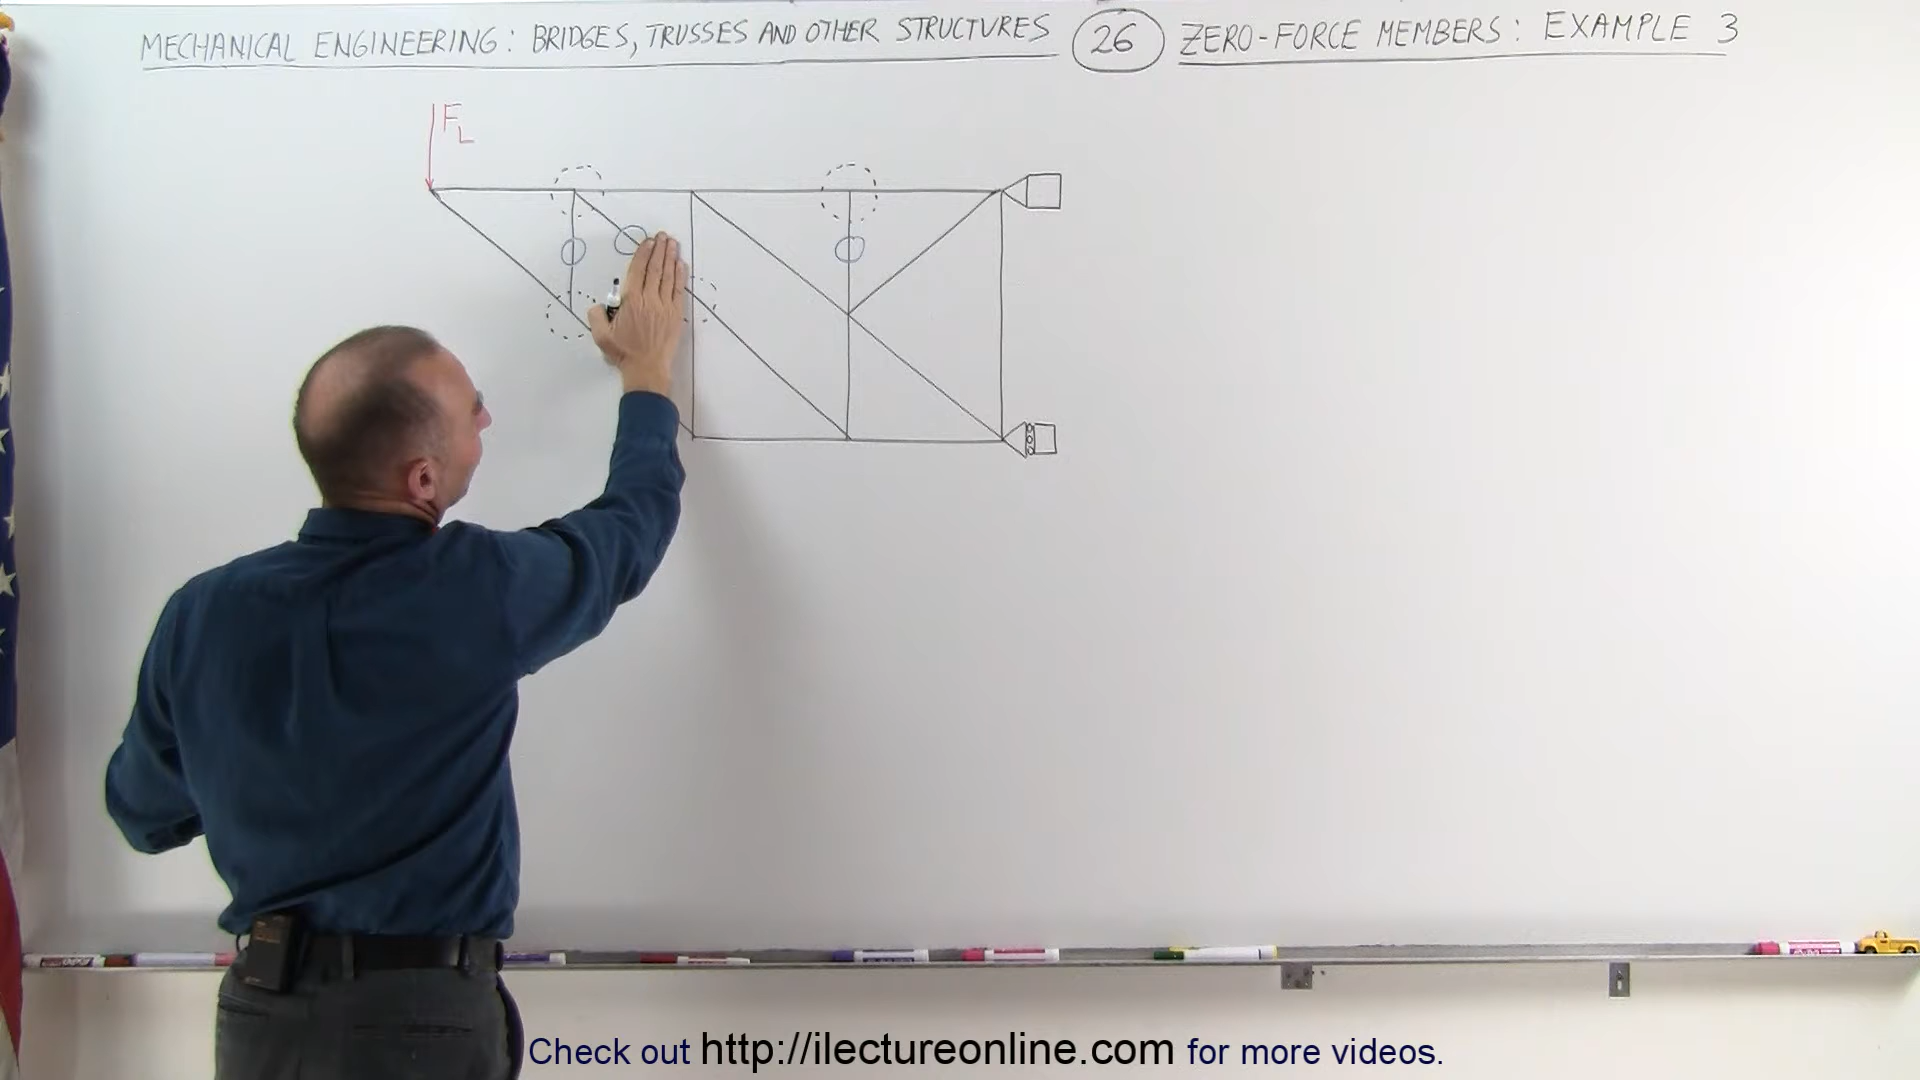 MECHANICAL ENGINEERING: BRIDGES, TRUSSES AND OTHER STRUCTURES 26 ZERO-FORCE MEMBERS: EXAMPLE 3
FL
Check out http://ilectureonline.com for more videos.